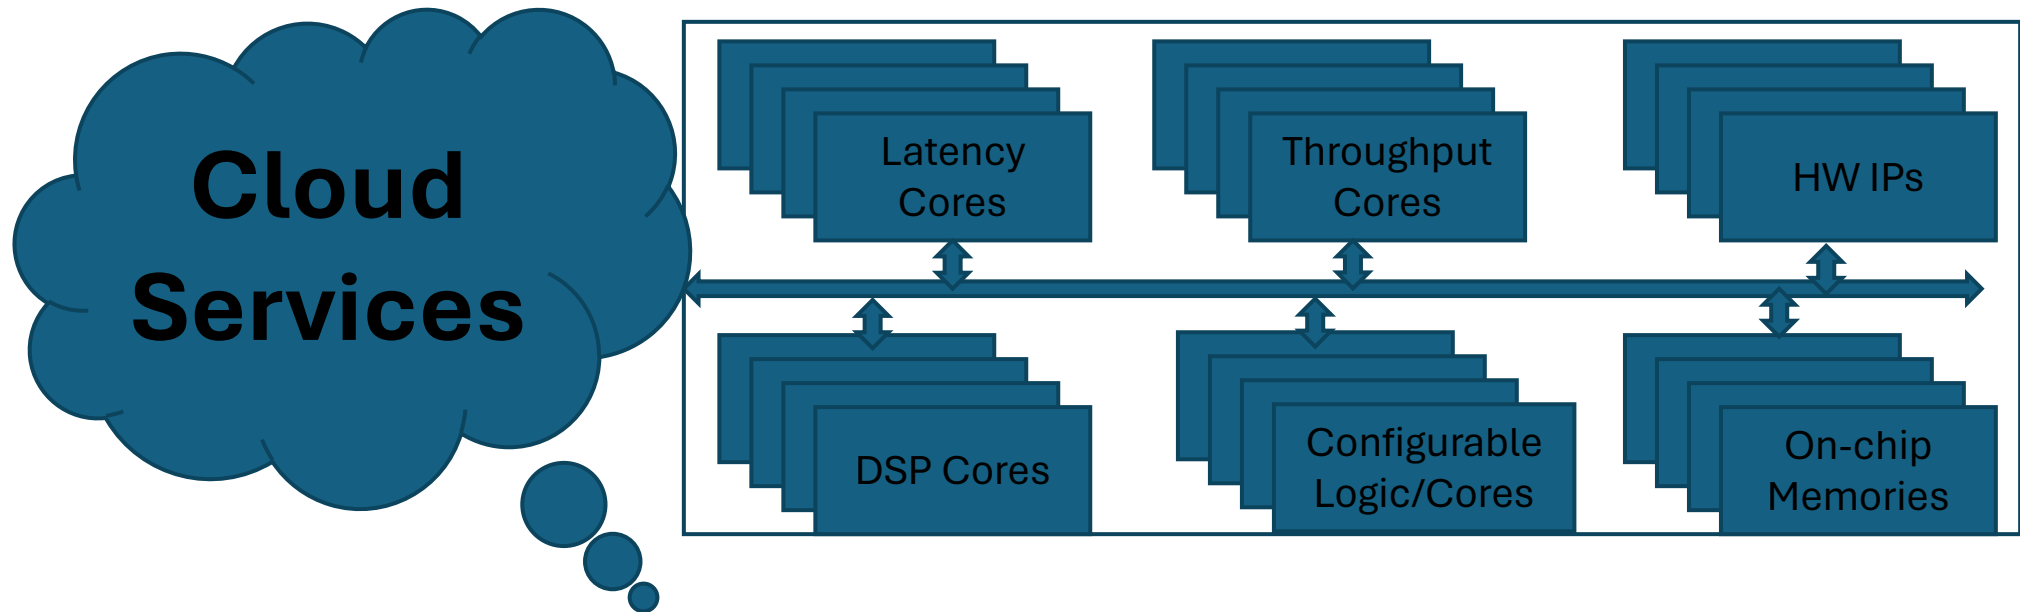 Cloud
Services
Latency
Cores
Throughput
Cores
HW IPs
DSP Cores
Configurable
Logic/Cores
On-chip
Memories